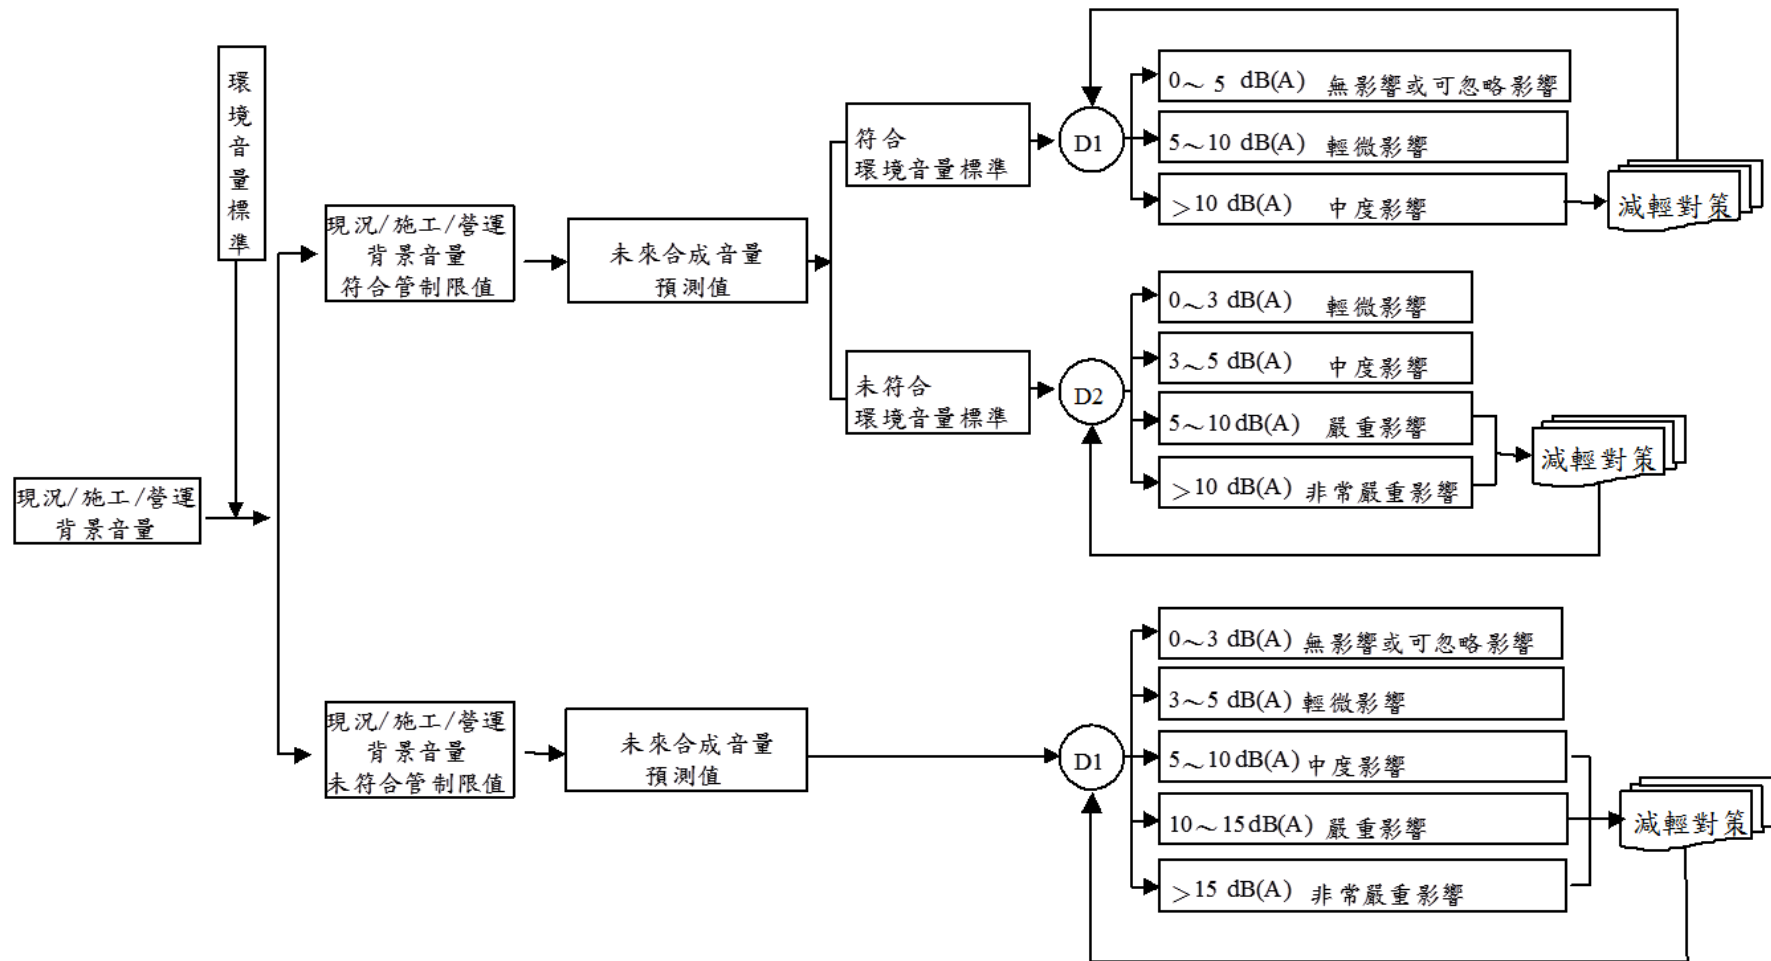 環境音量標準
現況/施工/營運
背景音量
現況/施工/營運
背景音量
符合管制限值
未來合成音量
預測值
符合
環境音量標準
D1
0～5 dB(A) 無影響或可忽略影響
5～10 dB(A) 輕微影響
>10 dB(A) 中度影響
減輕對策
未符合
環境音量標準
D2
0～3 dB(A) 輕微影響
3～5 dB(A) 中度影響
5～10 dB(A) 嚴重影響
>10 dB(A) 非常嚴重影響
減輕對策
現況/施工/營運
背景音量
未符合管制限值
未來合成音量
預測值
D1
0～3 dB(A) 無影響或可忽略影響
3～5 dB(A) 輕微影響
5～10 dB(A) 中度影響
10～15 dB(A) 嚴重影響
>15 dB(A) 非常嚴重影響
減輕對策